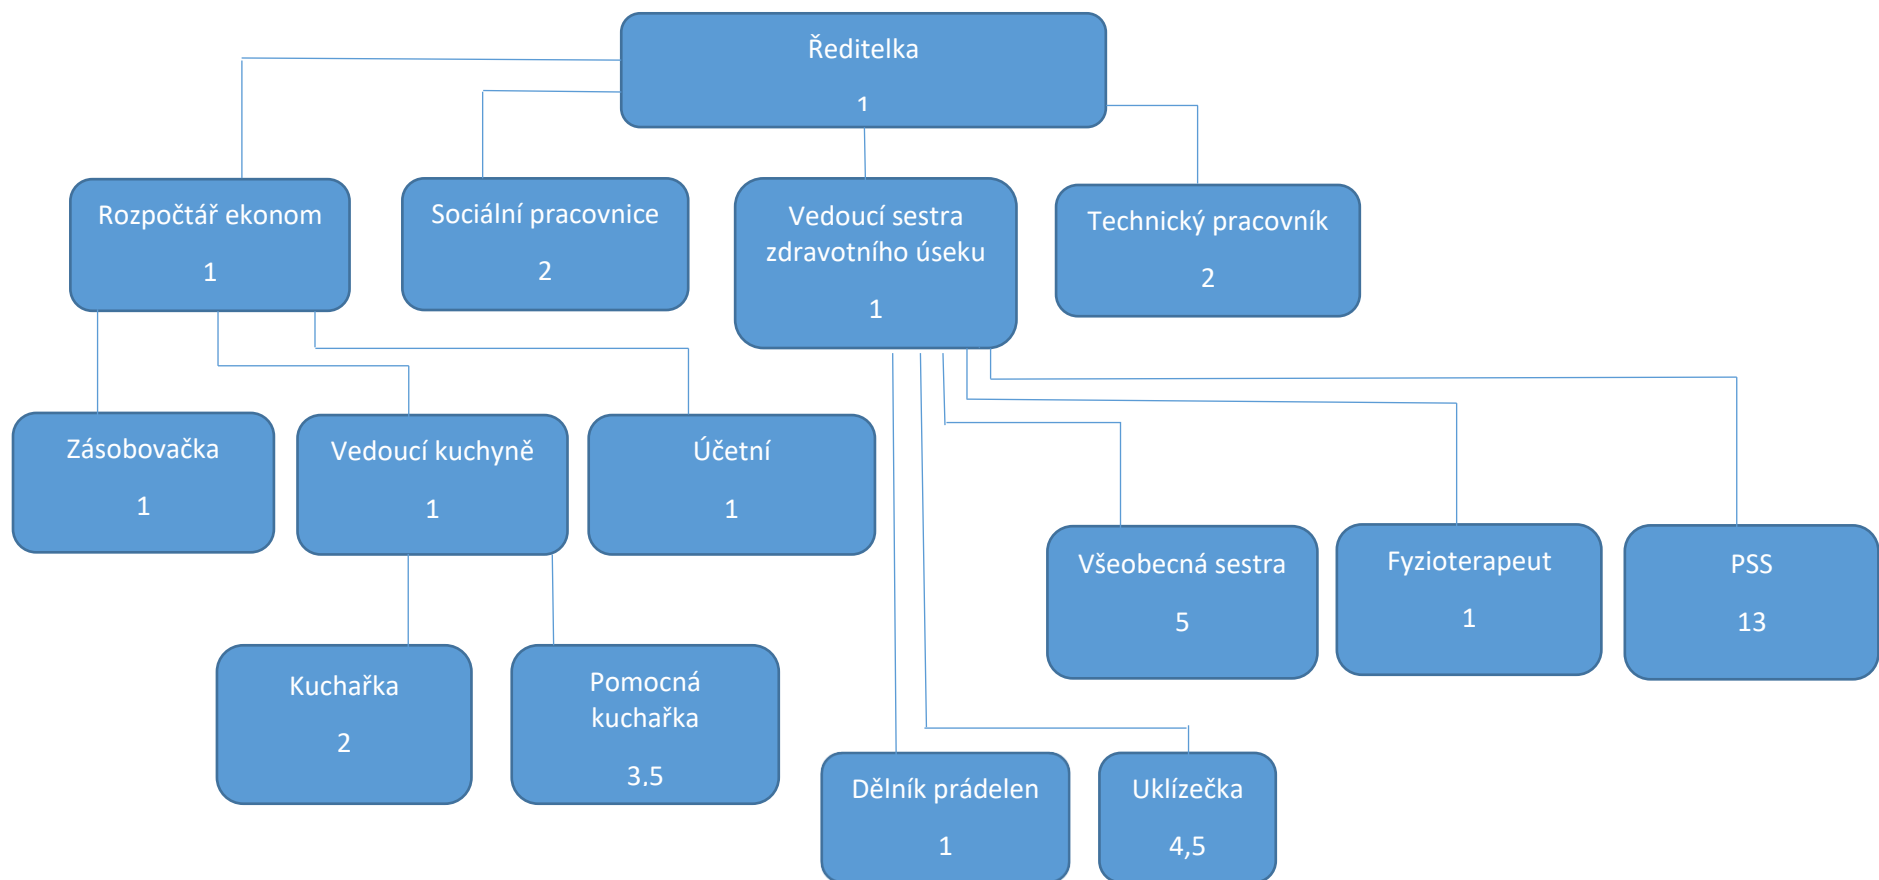 Ředitelka
1
Rozpočtář ekonom
1
Sociální pracovnice
2
Vedoucí sestra
zdravotního úseku
1
Technický pracovník
2
Zásobovačka
1
Vedoucí kuchyně
1
Účetní
1
Všeobecná sestra
5
Fyzioterapeut
1
PSS
13
Kuchařka
2
Pomocná
kuchařka
3,5
Dělník prádelen
1
Uklízečka
4,5